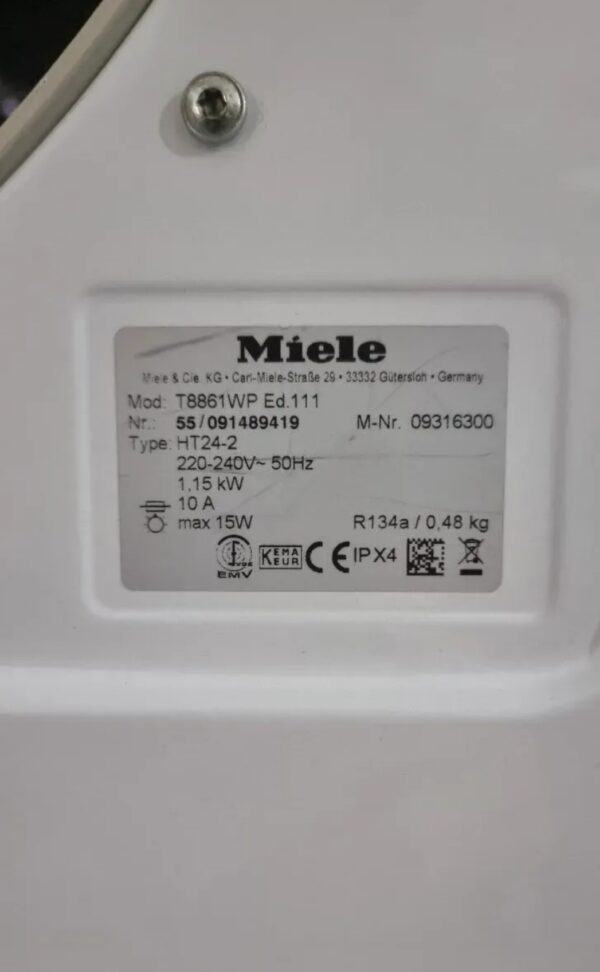 Miele
Miele & Cie. KG • Carl-Miele-Straße 29 • 33332 Gütersloh • Germany
Mod: T8861WP Ed.111
Nr.: 55/091489419 M-Nr. 09316300
Type: HT24-2
220-240V~ 50Hz
1,15 kW
10 A
max 15W R134a / 0,48 kg
VDE EMV KEMA KEUR CE IPX4